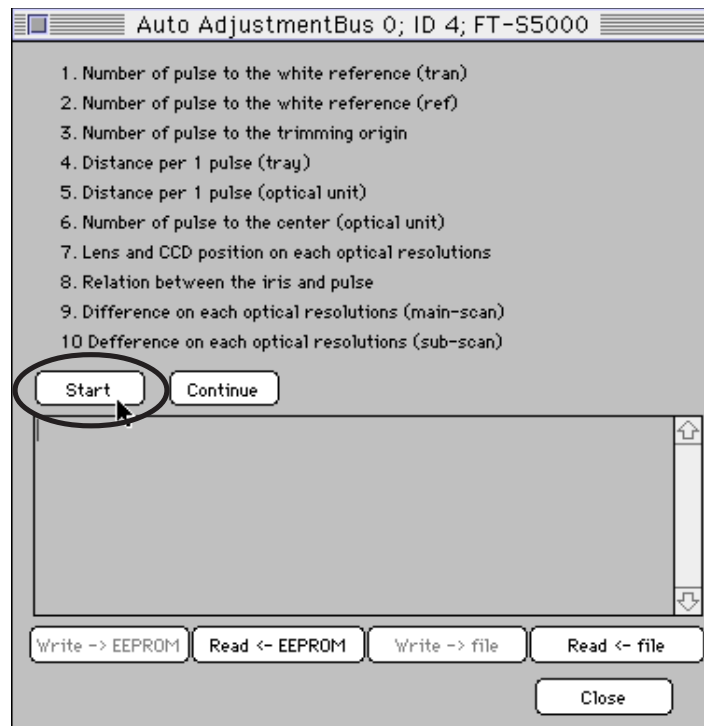 Auto AdjustmentBus 0; ID 4; FT-S5000
1. Number of pulse to the white reference (tran)
2. Number of pulse to the white reference (ref)
3. Number of pulse to the trimming origin
4. Distance per 1 pulse (tray)
5. Distance per 1 pulse (optical unit)
6. Number of pulse to the center (optical unit)
7. Lens and CCD position on each optical resolutions
8. Relation between the iris and pulse
9. Difference on each optical resolutions (main-scan)
10 Defference on each optical resolutions (sub-scan)
Start Continue
Write -> EEPROM Read <- EEPROM Write -> file Read <- file
Close